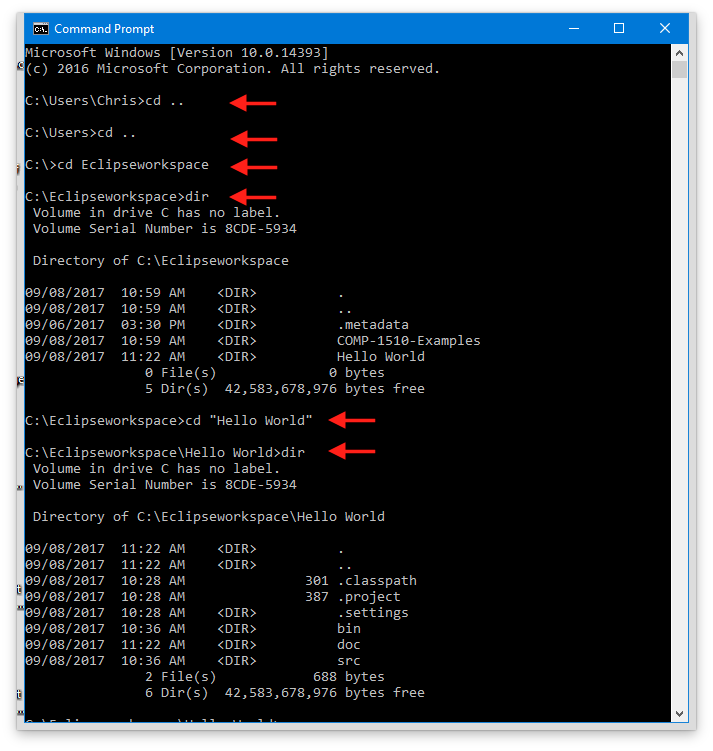 Command Prompt
Microsoft Windows [Version 10.0.14393]
(c) 2016 Microsoft Corporation. All rights reserved.
C:\Users\Chris>cd ..
C:\Users>cd ..
C:\>cd Eclipseworkspace
C:\Eclipseworkspace>dir
 Volume in drive C has no label.
 Volume Serial Number is 8CDE-5934
 Directory of C:\Eclipseworkspace
09/08/2017  10:59 AM    <DIR>          .
09/08/2017  10:59 AM    <DIR>          ..
09/06/2017  03:30 PM    <DIR>          .metadata
09/08/2017  10:59 AM    <DIR>          COMP-1510-Examples
09/08/2017  11:22 AM    <DIR>          Hello World
               0 File(s)              0 bytes
               5 Dir(s)  42,583,678,976 bytes free
C:\Eclipseworkspace>cd "Hello World"
C:\Eclipseworkspace\Hello World>dir
 Volume in drive C has no label.
 Volume Serial Number is 8CDE-5934
 Directory of C:\Eclipseworkspace\Hello World
09/08/2017  11:22 AM    <DIR>          .
09/08/2017  11:22 AM    <DIR>          ..
09/08/2017  10:28 AM               301 .classpath
09/08/2017  10:28 AM               387 .project
09/08/2017  10:28 AM    <DIR>          .settings
09/08/2017  10:36 AM    <DIR>          bin
09/08/2017  11:22 AM    <DIR>          doc
09/08/2017  10:36 AM    <DIR>          src
               2 File(s)            688 bytes
               6 Dir(s)  42,583,678,976 bytes free